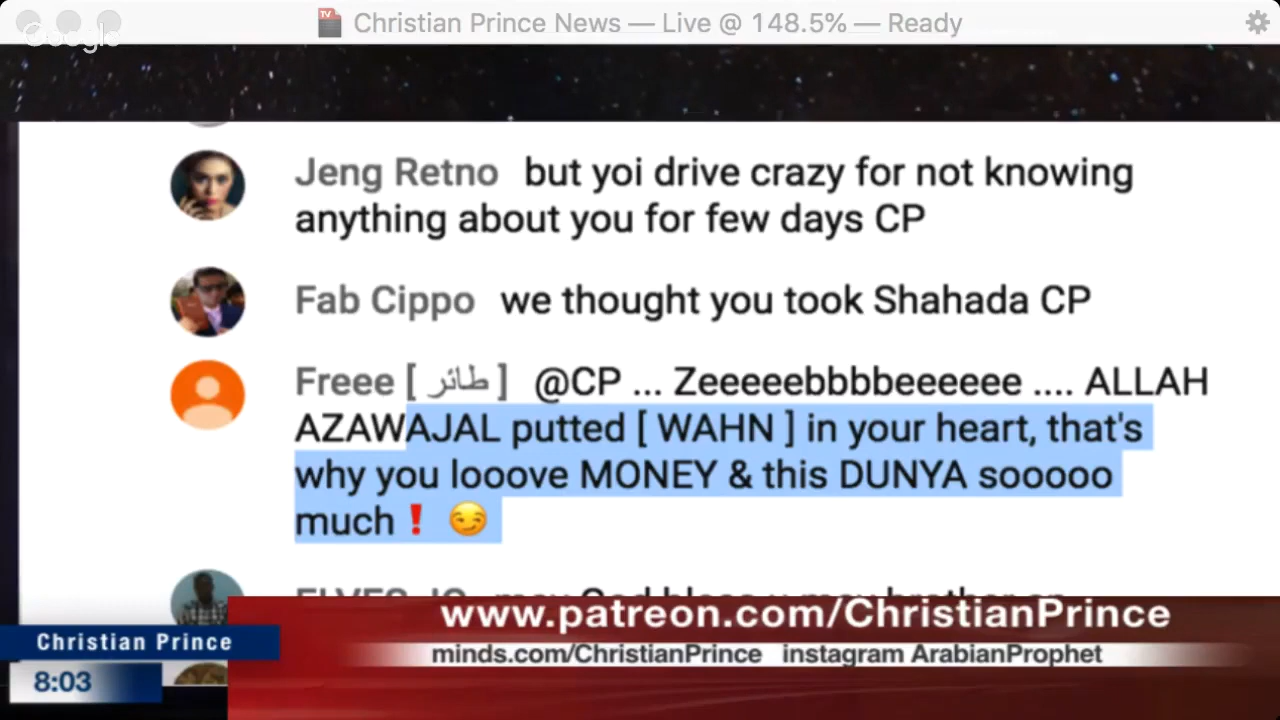 Christian Prince News — Live @ 148.5% — Ready
Google
Jeng Retno but yoi drive crazy for not knowing
anything about you for few days CP
Fab Cippo we thought you took Shahada CP
Freee [ طائر ] @CP ... Zeeeeebbbbeeeeee .... ALLAH
AZAWAJAL putted [ WAHN ] in your heart, that's
why you looove MONEY & this DUNYA sooooo
much❗ 😏
www.patreon.com/ChristianPrince
Christian Prince
minds.com/ChristianPrince instagram ArabianProphet
8:03